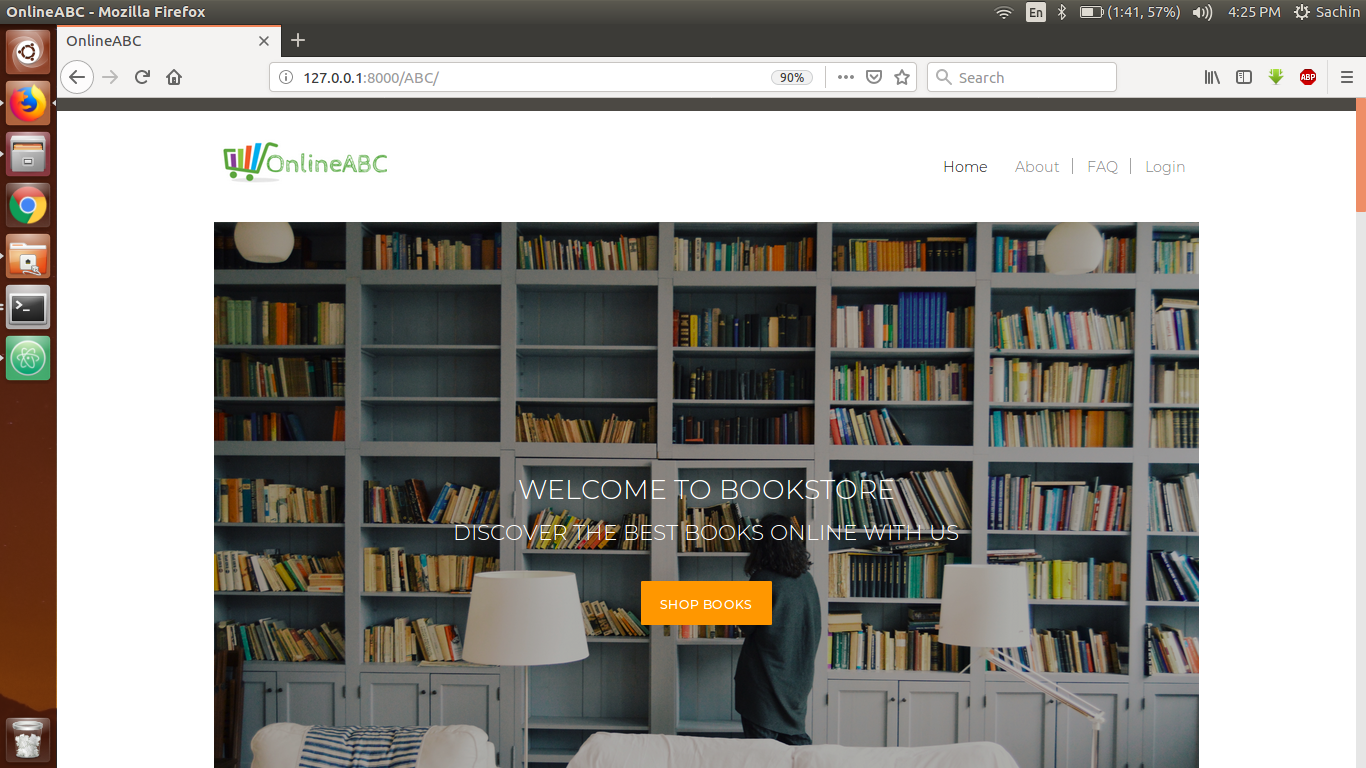 OnlineABC - Mozilla Firefox
En (1:41, 57%) 4:25 PM Sachin
OnlineABC
127.0.0.1:8000/ABC/ 90% Search ABP
OnlineABC
Home About FAQ Login
WELCOME TO BOOKSTORE
DISCOVER THE BEST BOOKS ONLINE WITH US
SHOP BOOKS